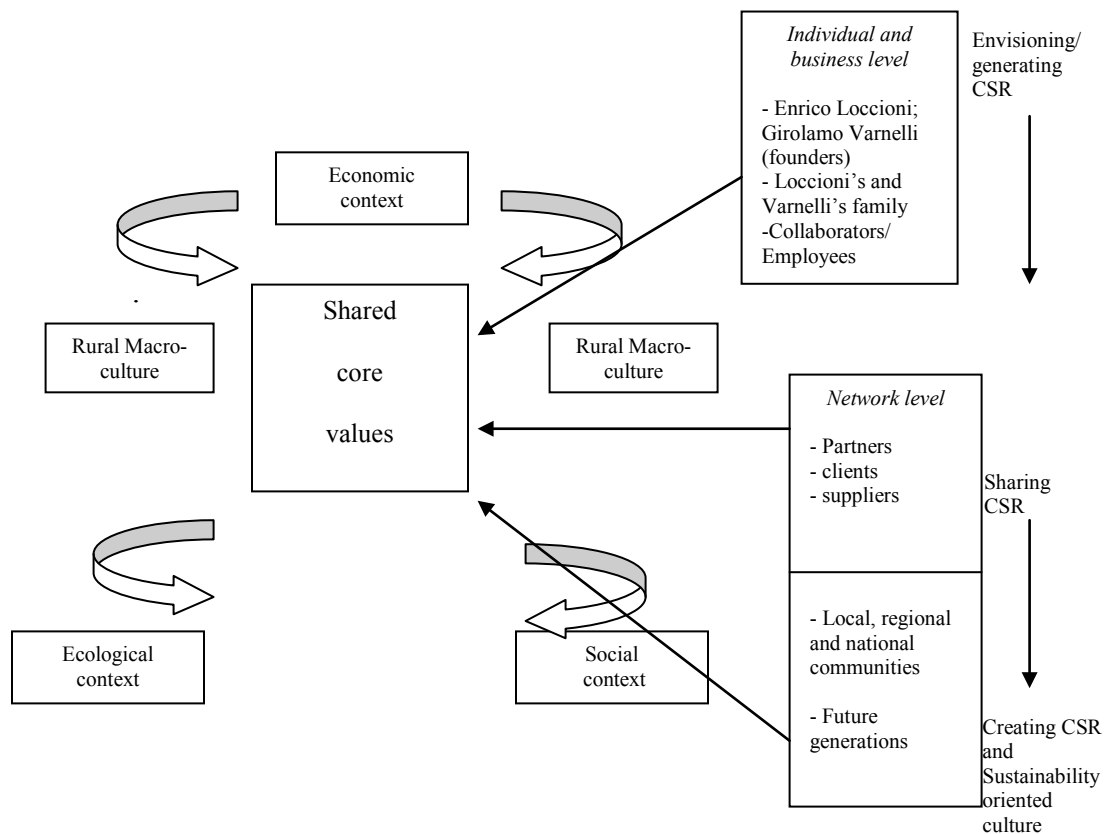 Individual and
business level
- Enrico Loccioni;
Girolamo Varnelli
(founders)
- Loccioni’s and
Varnelli’s family
-Collaborators/
Employees
Envisioning/
generating
CSR
Economic
context
Shared
core
values
Rural Macro-
culture
Rural Macro-
culture
Network level
- Partners
- clients
- suppliers
Sharing
CSR
- Local, regional
and national
communities
- Future
generations
Ecological
context
Social
context
Creating CSR
and
Sustainability
oriented
culture